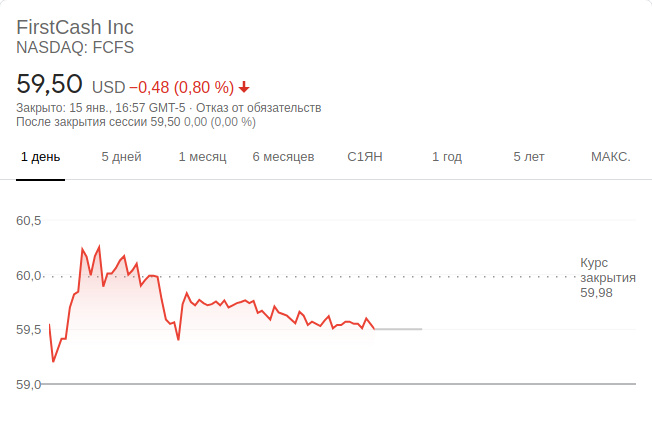 FirstCash Inc
NASDAQ: FCFS
59,50 USD −0,48 (0,80 %)
Закрыто: 15 янв., 16:57 GMT-5 · Отказ от обязательств
После закрытия сессии 59,50 0,00 (0,00 %)
1 день 5 дней 1 месяц 6 месяцев С1ЯН 1 год 5 лет МАКС.
60,5
60,0
59,5
59,0
Курс
закрытия
59,98